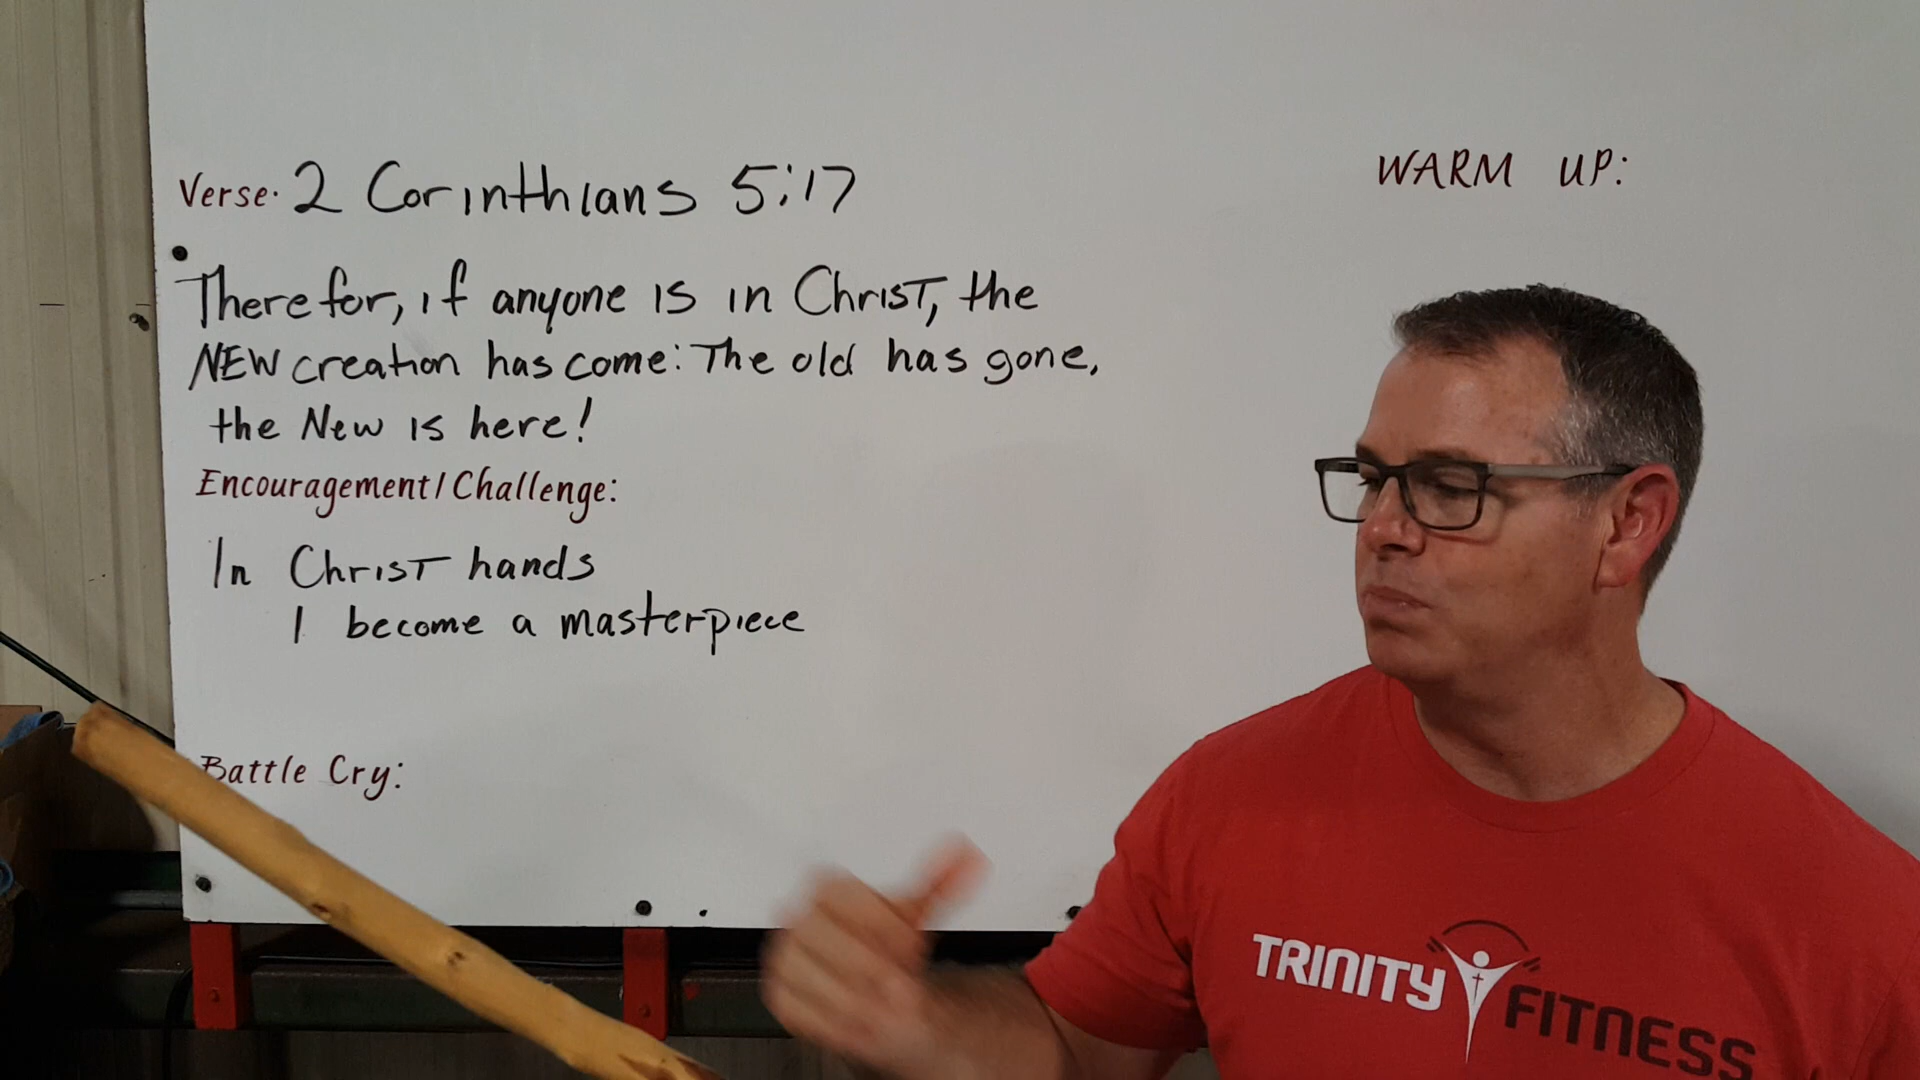 Verse: 2 Corinthians 5:17
Therefor, if anyone is in Christ, the
NEW creation has come: The old has gone,
the New is here!
Encouragement/Challenge:
In Christ hands
I become a masterpiece
Battle Cry:
WARM UP:
TRINITY FITNESS